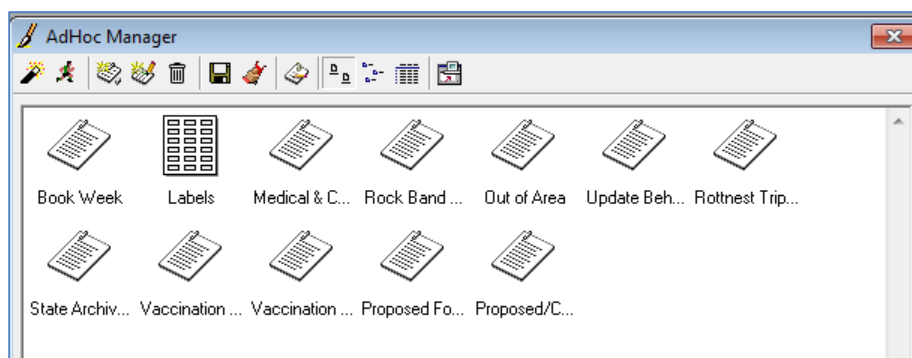 AdHoc Manager
Book Week Labels Medical & C... Rock Band ... Out of Area Update Beh... Rottnest Trip...
State Archiv... Vaccination ... Vaccination ... Proposed Fo... Proposed/C...